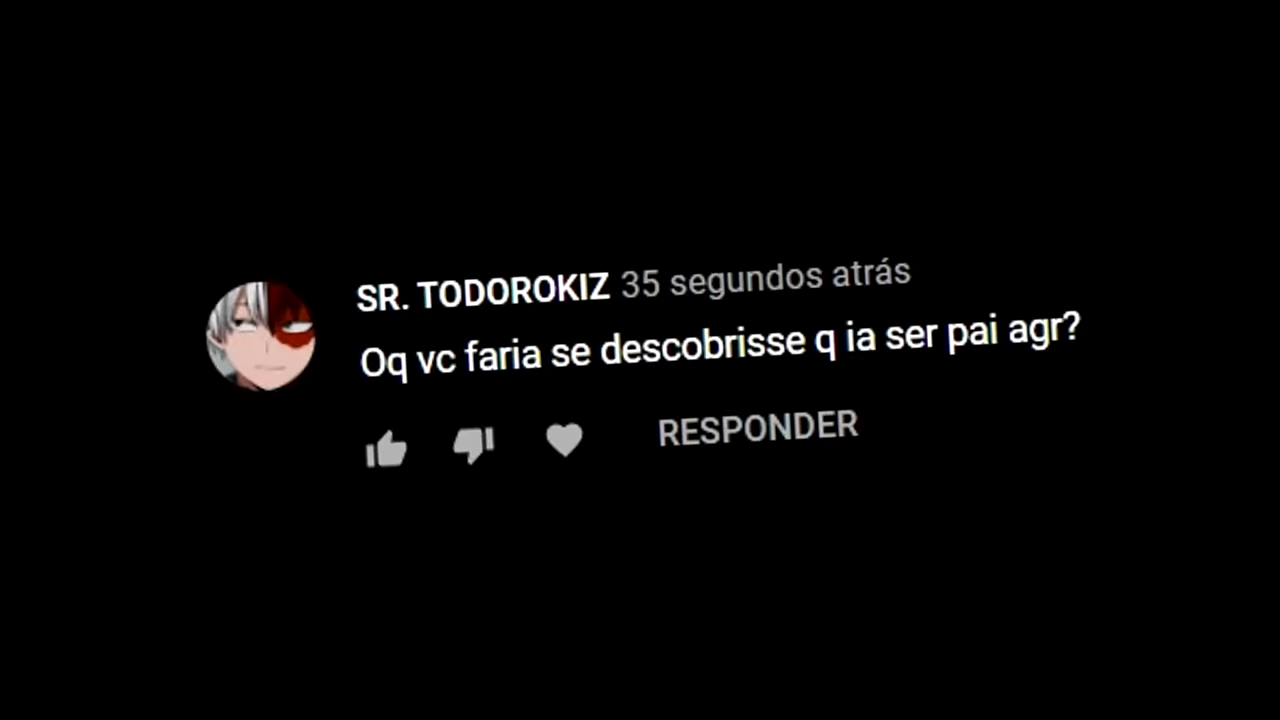 SR. TODOROKIZ 35 segundos atrás
Oq vc faria se descobrisse q ia ser pai agr?
RESPONDER